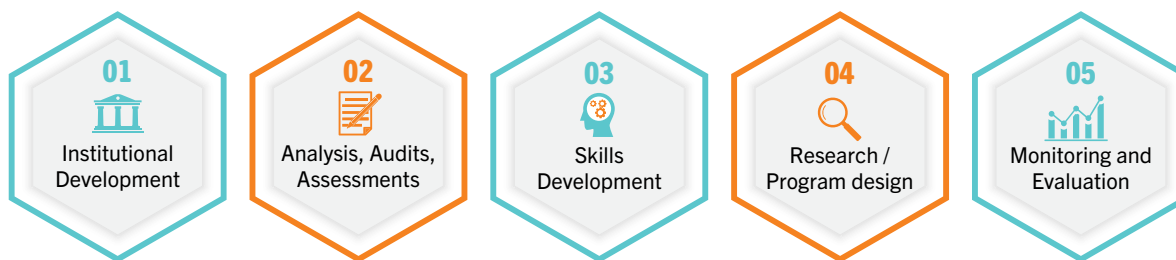 01
Institutional
Development
02
Analysis, Audits,
Assessments
03
Skills
Development
04
Research /
Program design
05
Monitoring and
Evaluation